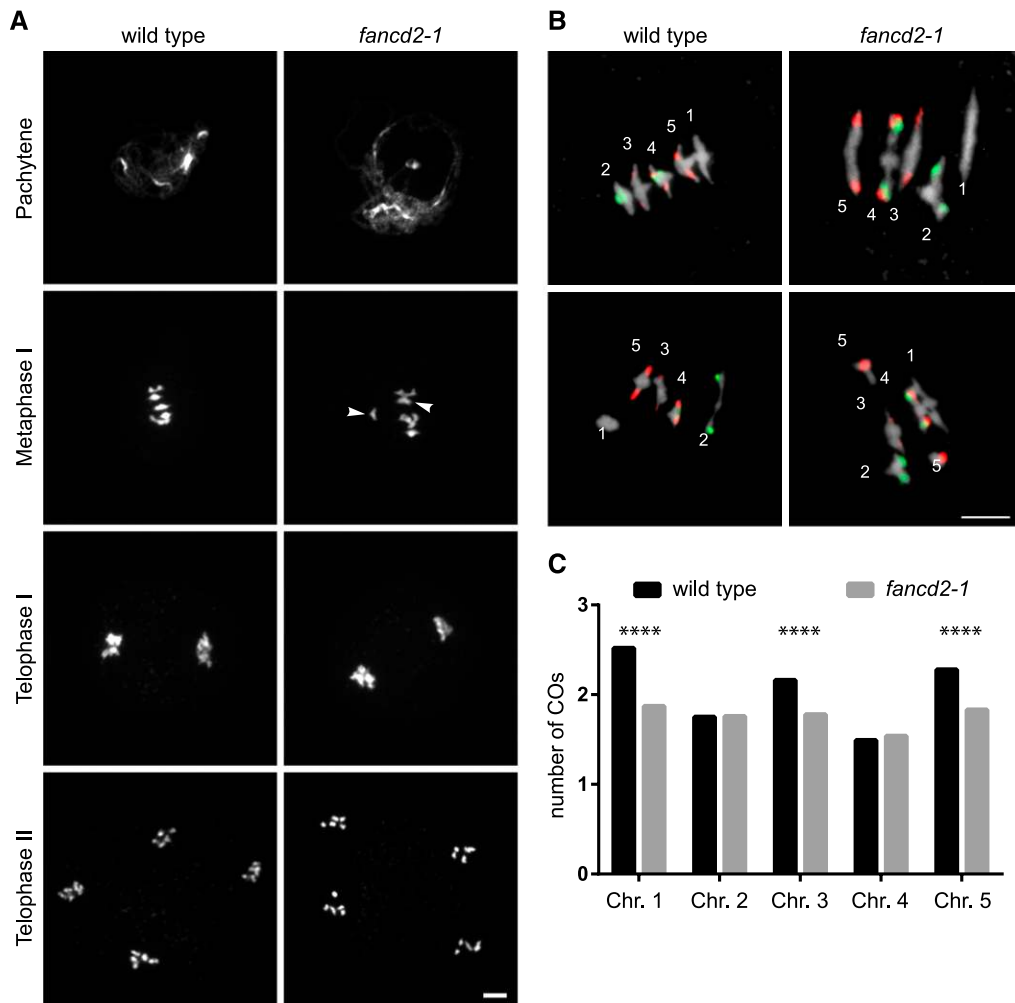 A
wild type
fancd2-1
Pachytene
Metaphase I
Telophase I
Telophase II
B
wild type
fancd2-1
2
3
4
5
1
5
4
3
2
1
5
3
4
1
2
5
4
1
3
2
5
C
wild type
fancd2-1
number of COs
3
2
1
0
****
****
****
Chr. 1
Chr. 2
Chr. 3
Chr. 4
Chr. 5